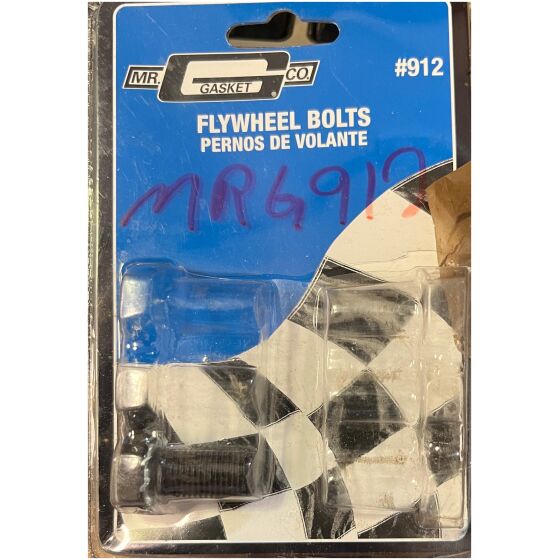 MR. G CO.
GASKET
#912
FLYWHEEL BOLTS
PERNOS DE VOLANTE
MRG912